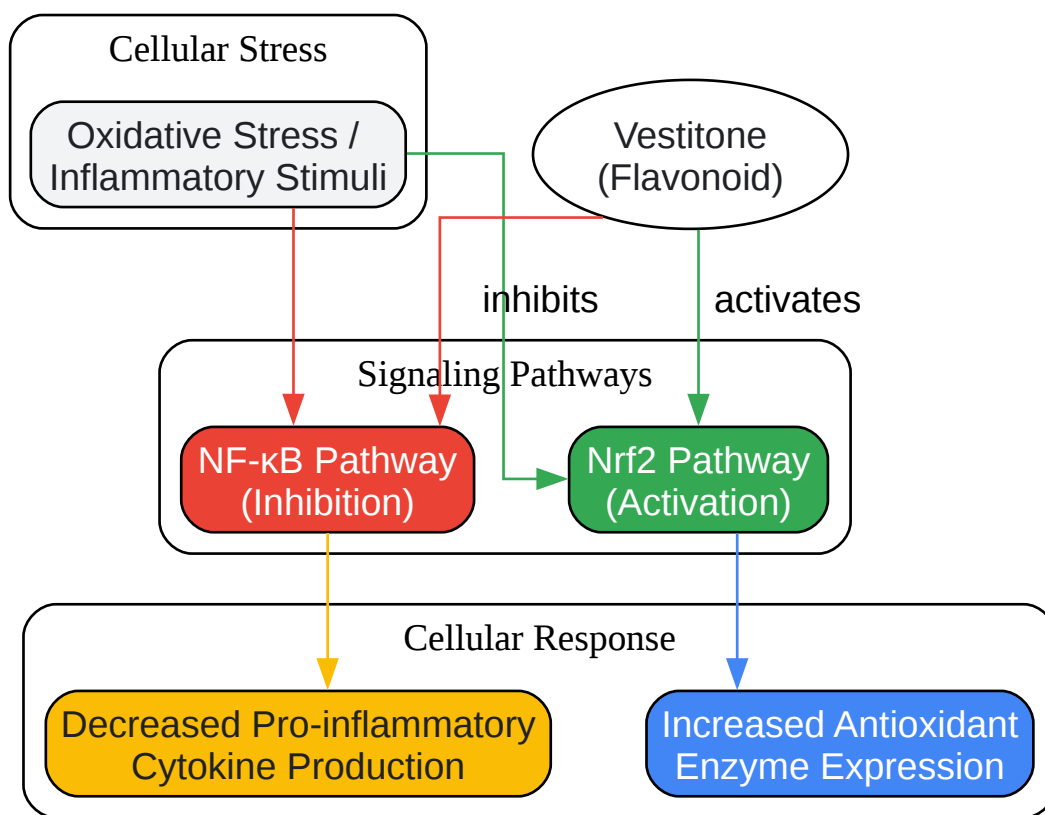 Cellular Stress
Oxidative Stress /
Inflammatory Stimuli
Vestitone
(Flavonoid)
inhibits
activates
Signaling Pathways
NF-κB Pathway
(Inhibition)
Nrf2 Pathway
(Activation)
Cellular Response
Decreased Pro-inflammatory
Cytokine Production
Increased Antioxidant
Enzyme Expression